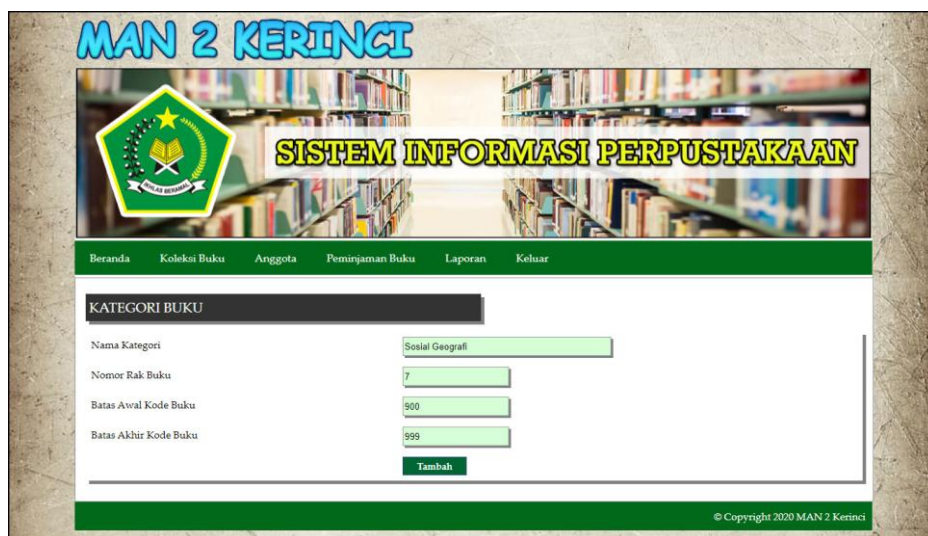 MAN 2 KERINCI
IKHLAS BERAMAL
SISTEM INFORMASI PERPUSTAKAAN
Beranda Koleksi Buku Anggota Peminjaman Buku Laporan Keluar
KATEGORI BUKU
Nama Kategori Sosial Geografi
Nomor Rak Buku 7
Batas Awal Kode Buku 900
Batas Akhir Kode Buku 999
Tambah
© Copyright 2020 MAN 2 Kerinci